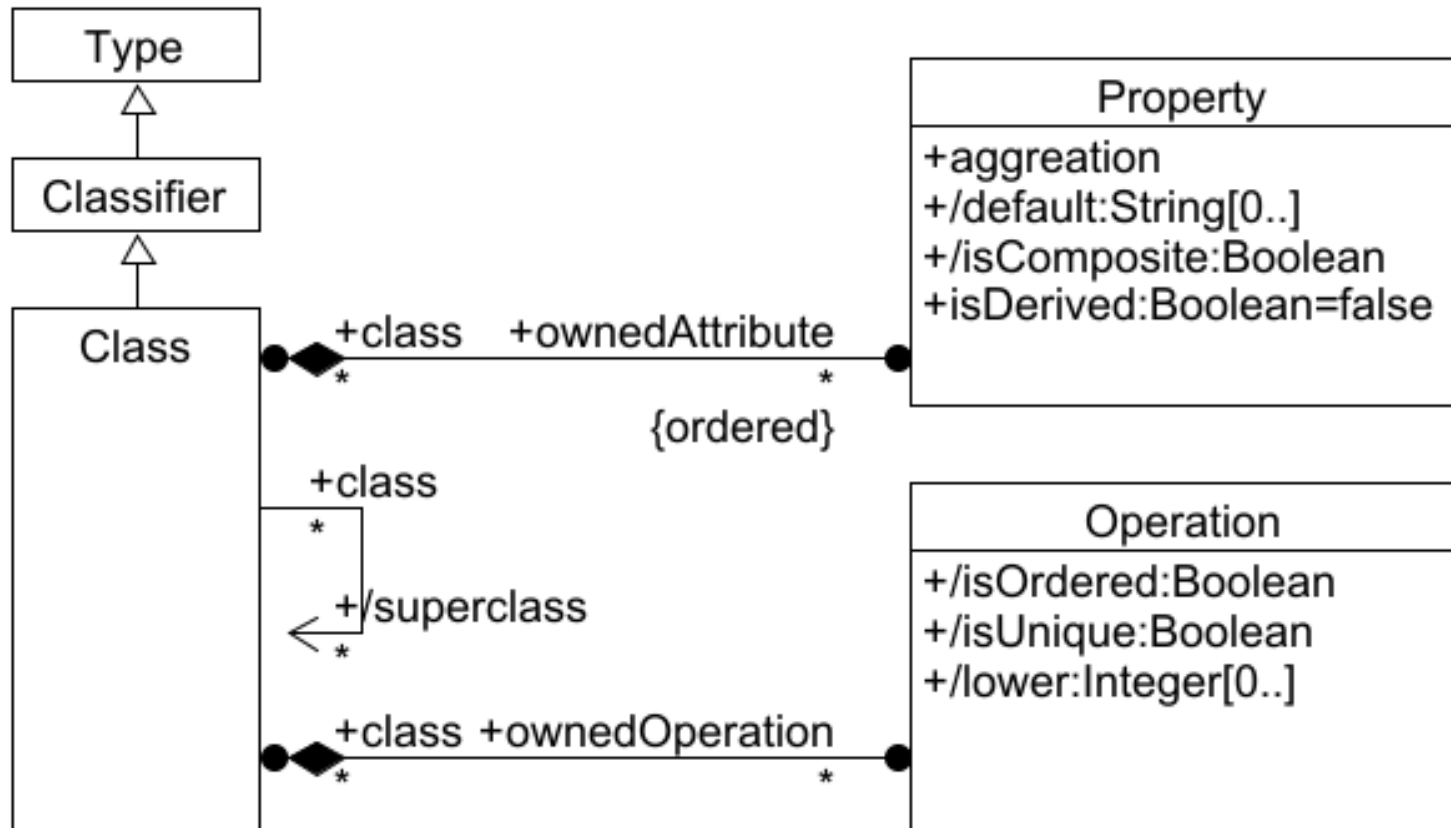 Type
Classifier
Class
+class +ownedAttribute
* *
{ordered}
+class
*
+/superclass
*
+class +ownedOperation
* *
Property
+aggreation
+/default:String[0..]
+/isComposite:Boolean
+isDerived:Boolean=false
Operation
+/isOrdered:Boolean
+/isUnique:Boolean
+/lower:Integer[0..]